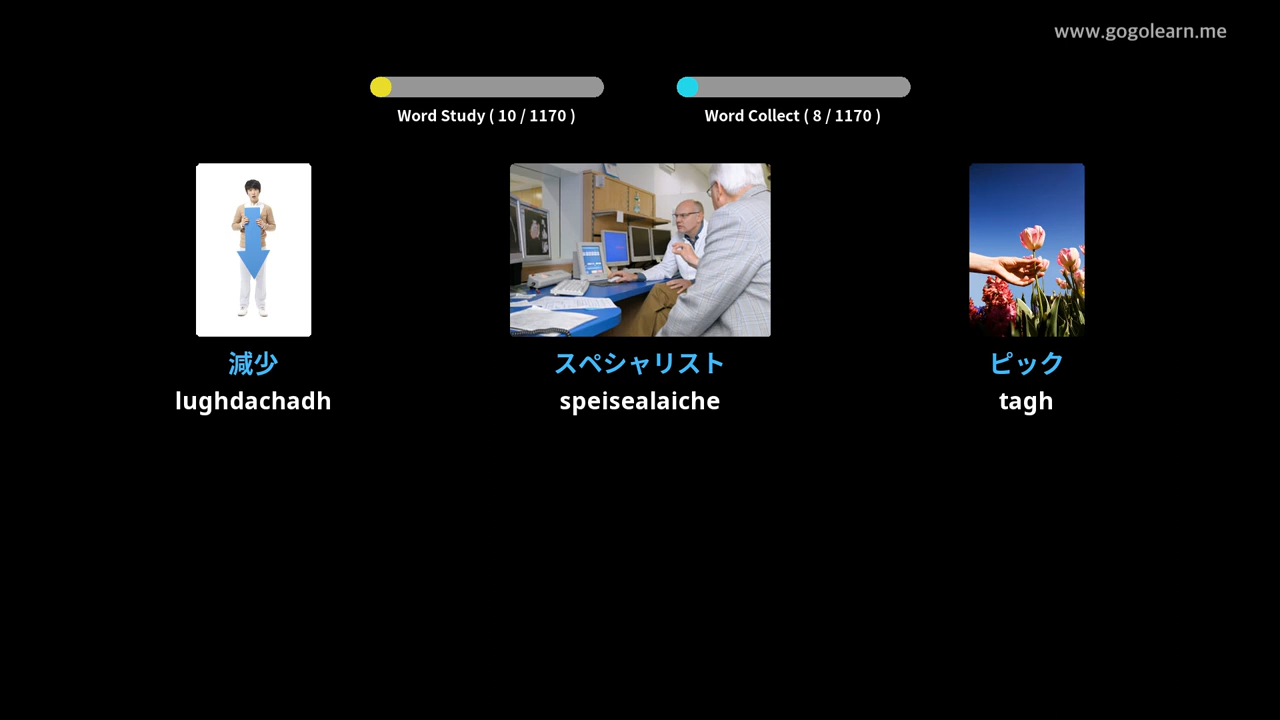 www.gogolearn.me
Word Study ( 10 / 1170 )
Word Collect ( 8 / 1170 )
減少
スペシャリスト
ピック
lughdachadh
speisealaiche
tagh